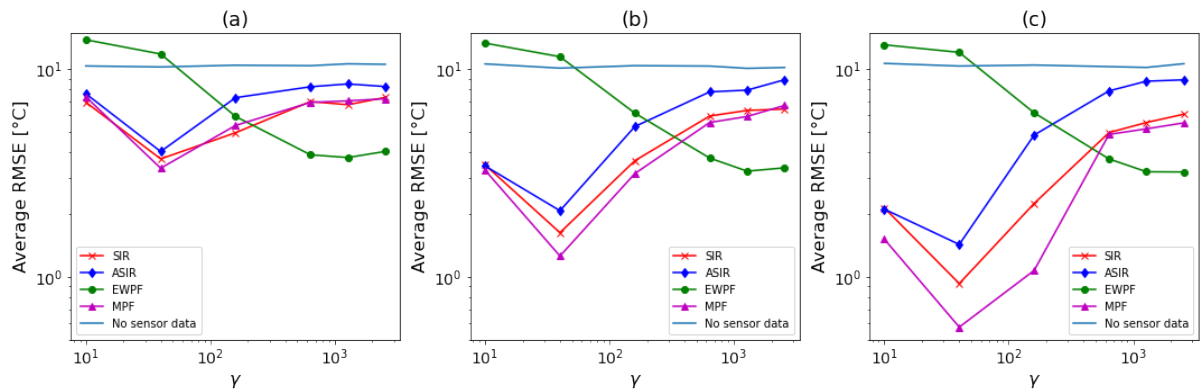 (a)
Average RMSE [°C]
10¹
10⁰
SIR
ASIR
EWPF
MPF
No sensor data
10¹
10²
10³
γ
(b)
Average RMSE [°C]
10¹
10⁰
SIR
ASIR
EWPF
MPF
No sensor data
10¹
10²
10³
γ
(c)
Average RMSE [°C]
10¹
10⁰
SIR
ASIR
EWPF
MPF
No sensor data
10¹
10²
10³
γ